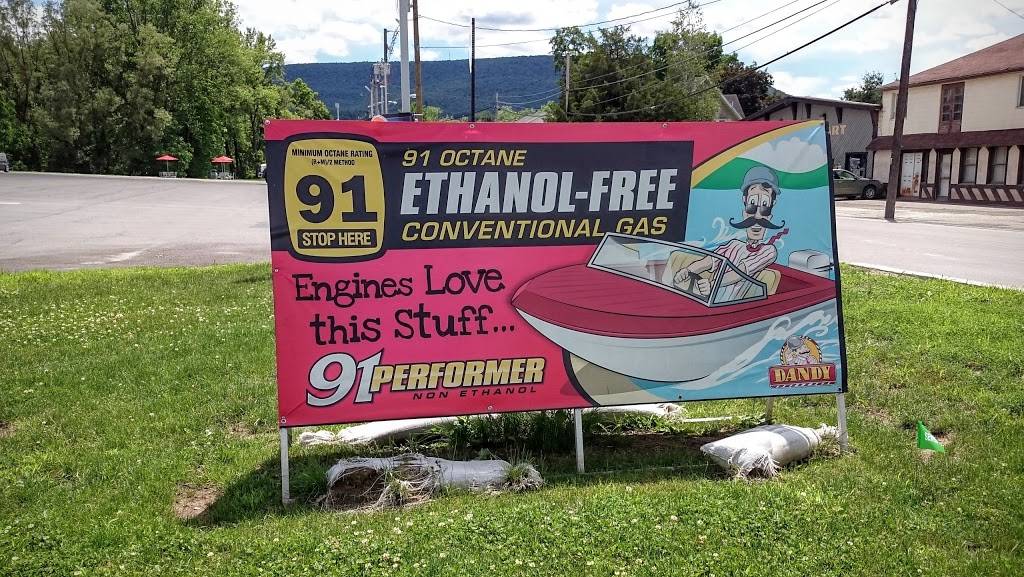 MINIMUM OCTANE RATING
(R+M)/2 METHOD
91
STOP HERE
91 OCTANE
ETHANOL-FREE
CONVENTIONAL GAS
Engines Love
this Stuff...
91 PERFORMER
NON ETHANOL
DANDY